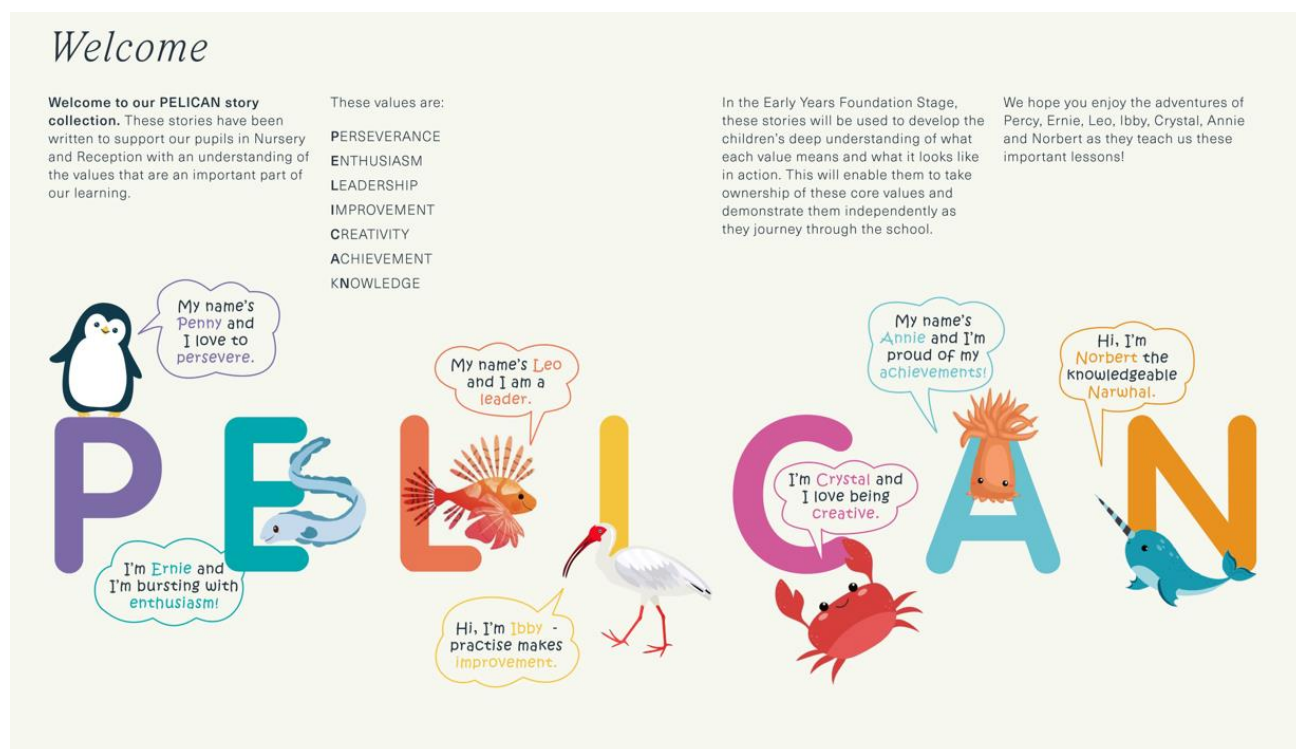 Welcome
Welcome to our PELICAN story
collection. These stories have been
written to support our pupils in Nursery
and Reception with an understanding of
the values that are an important part of
our learning.
These values are:
PERSEVERANCE
ENTHUSIASM
LEADERSHIP
IMPROVEMENT
CREATIVITY
ACHIEVEMENT
KNOWLEDGE
In the Early Years Foundation Stage,
these stories will be used to develop the
children's deep understanding of what
each value means and what it looks like
in action. This will enable them to take
ownership of these core values and
demonstrate them independently as
they journey through the school.
We hope you enjoy the adventures of
Percy, Ernie, Leo, Ibby, Crystal, Annie
and Norbert as they teach us these
important lessons!
My name's
Penny and
I love to
persevere.
I'm Ernie and
I'm bursting with
enthusiasm!
My name's Leo
and I am a
leader.
Hi, I'm Ibby -
practise makes
improvement.
I'm Crystal and
I love being
creative.
My name's
Annie and I'm
proud of my
achievements!
Hi, I'm
Norbert the
knowledgeable
Narwhal.
PELICAN